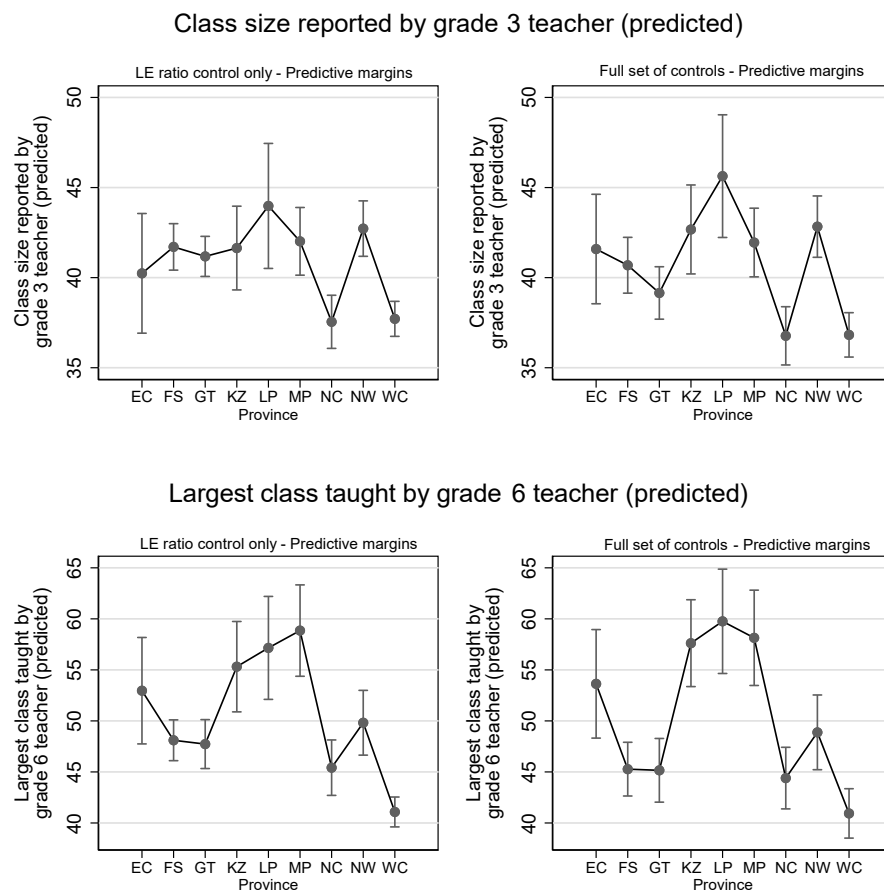 Class size reported by grade 3 teacher (predicted)
LE ratio control only - Predictive margins
Class size reported by
grade 3 teacher (predicted)
50
45
40
35
EC FS GT KZ LP MP NC NW WC
Province
Full set of controls - Predictive margins
Class size reported by
grade 3 teacher (predicted)
50
45
40
35
EC FS GT KZ LP MP NC NW WC
Province
Largest class taught by grade 6 teacher (predicted)
LE ratio control only - Predictive margins
Largest class taught by
grade 6 teacher (predicted)
65
60
55
50
45
40
EC FS GT KZ LP MP NC NW WC
Province
Full set of controls - Predictive margins
Largest class taught by
grade 6 teacher (predicted)
65
60
55
50
45
40
EC FS GT KZ LP MP NC NW WC
Province